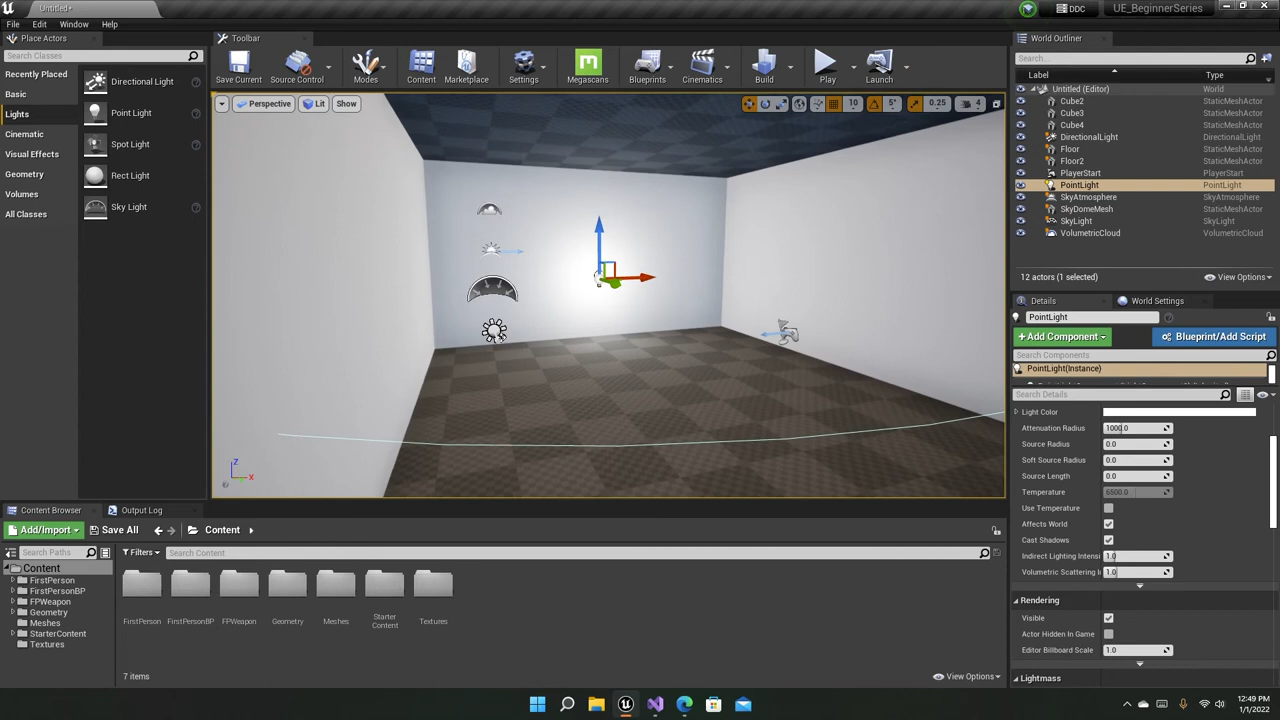 Untitled*
DDC
UE_BeginnerSeries
File Edit Window Help
Place Actors
Search Classes
Recently Placed
Basic
Lights
Cinematic
Visual Effects
Geometry
Volumes
All Classes
Directional Light
Point Light
Spot Light
Rect Light
Sky Light
Toolbar
Save Current
Source Control
Modes
Content
Marketplace
Settings
Megascans
Blueprints
Cinematics
Build
Play
Launch
Perspective Lit Show
10 5° 0.25 4
Z
X
World Outliner
Search...
Label Type
Untitled (Editor) World
Cube2 StaticMeshActor
Cube3 StaticMeshActor
Cube4 StaticMeshActor
DirectionalLight DirectionalLight
Floor StaticMeshActor
Floor2 StaticMeshActor
PlayerStart PlayerStart
PointLight PointLight
SkyAtmosphere SkyAtmosphere
SkyDomeMesh StaticMeshActor
SkyLight SkyLight
VolumetricCloud VolumetricCloud
12 actors (1 selected) View Options
Details World Settings
PointLight
+Add Component Blueprint/Add Script
Search Components
PointLight(Instance)
Search Details
Light Color
Attenuation Radius 1000.0
Source Radius 0.0
Soft Source Radius 0.0
Source Length 0.0
Temperature 6500.0
Use Temperature
Affects World
Cast Shadows
Indirect Lighting Intensi 1.0
Volumetric Scattering In 1.0
Rendering
Visible
Actor Hidden In Game
Editor Billboard Scale 1.0
Lightmass
Content Browser Output Log
Add/Import Save All Content
Search Paths
Filters Search Content
Content
FirstPerson
FirstPersonBP
FPWeapon
Geometry
Meshes
StarterContent
Textures
FirstPerson
FirstPersonBP
FPWeapon
Geometry
Meshes
Starter
Content
Textures
7 items View Options
12:49 PM
1/1/2022